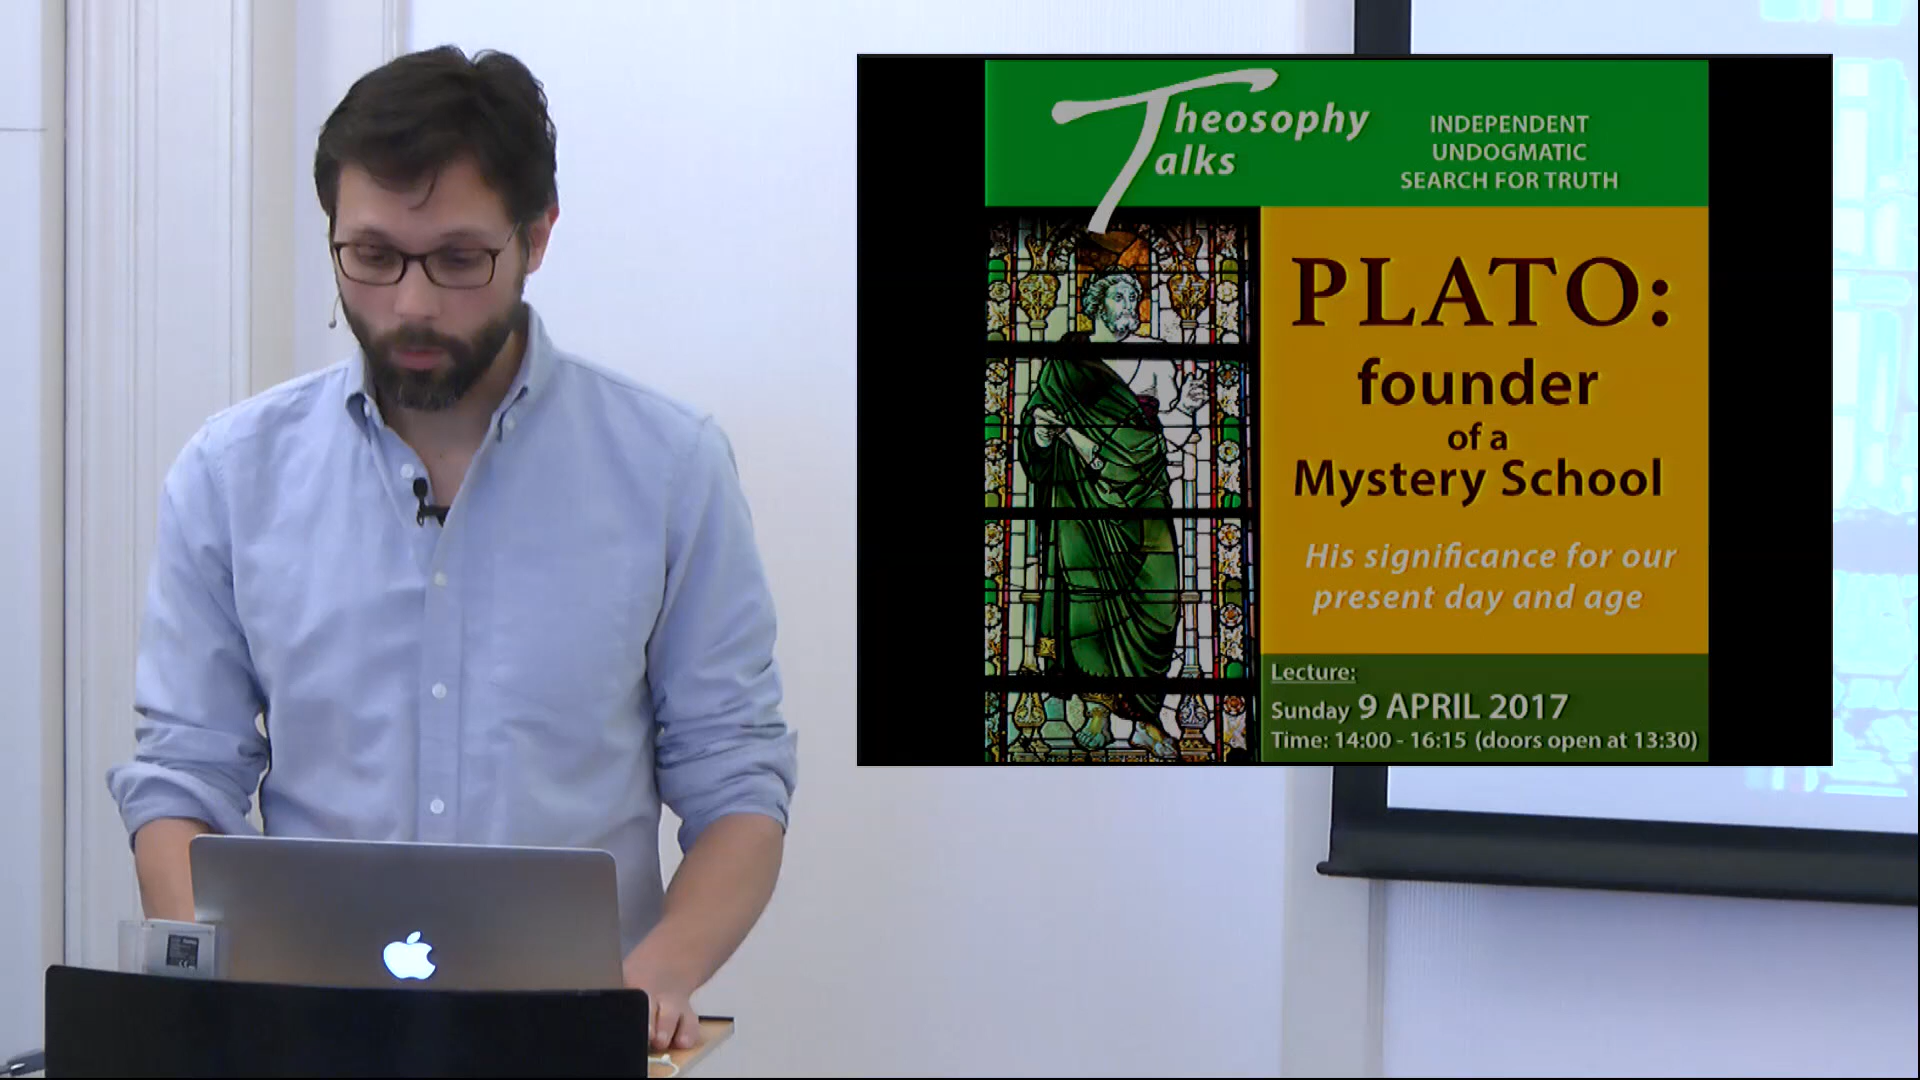 Theosophy
Talks
INDEPENDENT
UNDOGMATIC
SEARCH FOR TRUTH
PLATO:
founder
of a
Mystery School
His significance for our
present day and age
Lecture:
Sunday 9 APRIL 2017
Time: 14:00 - 16:15 (doors open at 13:30)